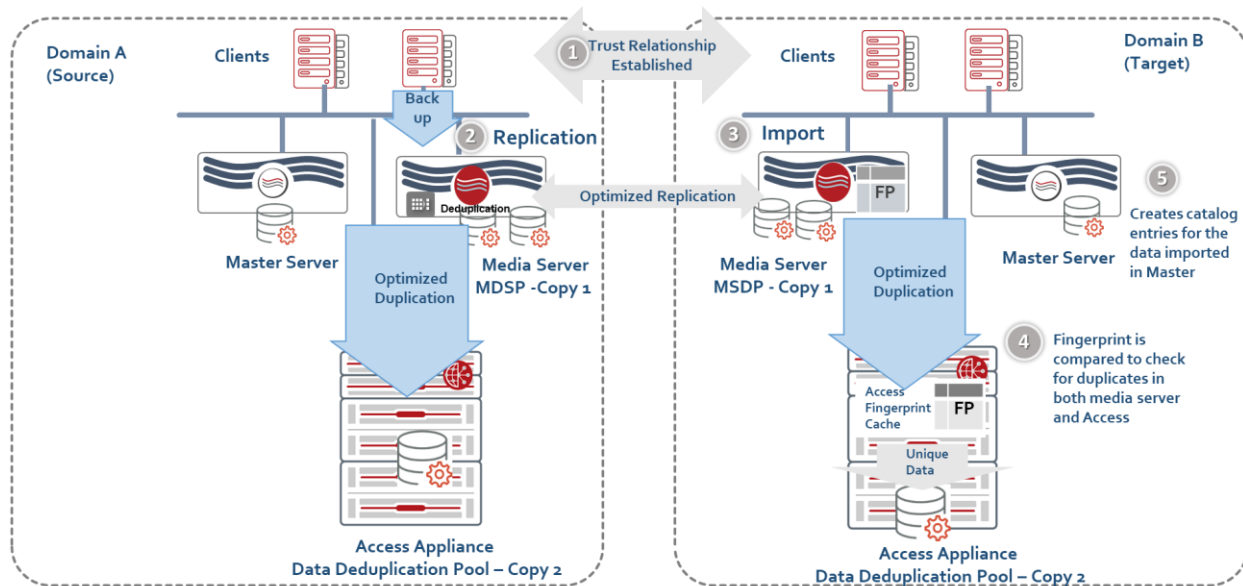 Domain A
(Source)
Clients
1
Trust Relationship
Established
Clients
Domain B
(Target)
Back
up
2
Replication
3
Import
Deduplication
Optimized Replication
FP
5
Creates catalog
entries for the
data imported
in Master
Master Server
Optimized
Duplication
Media Server
MDSP -Copy 1
Media Server
MSDP - Copy 1
Optimized
Duplication
Master Server
4
Fingerprint is
compared to check
for duplicates in
both media server
and Access
Access
Fingerprint
Cache
FP
Unique
Data
Access Appliance
Data Deduplication Pool – Copy 2
Access Appliance
Data Deduplication Pool – Copy 2